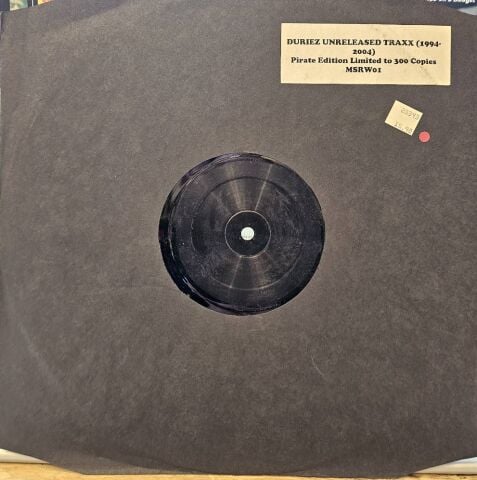 DURIEZ UNRELEASED TRAXX (1994-
2004)
Pirate Edition Limited to 300 Copies
MSRW01